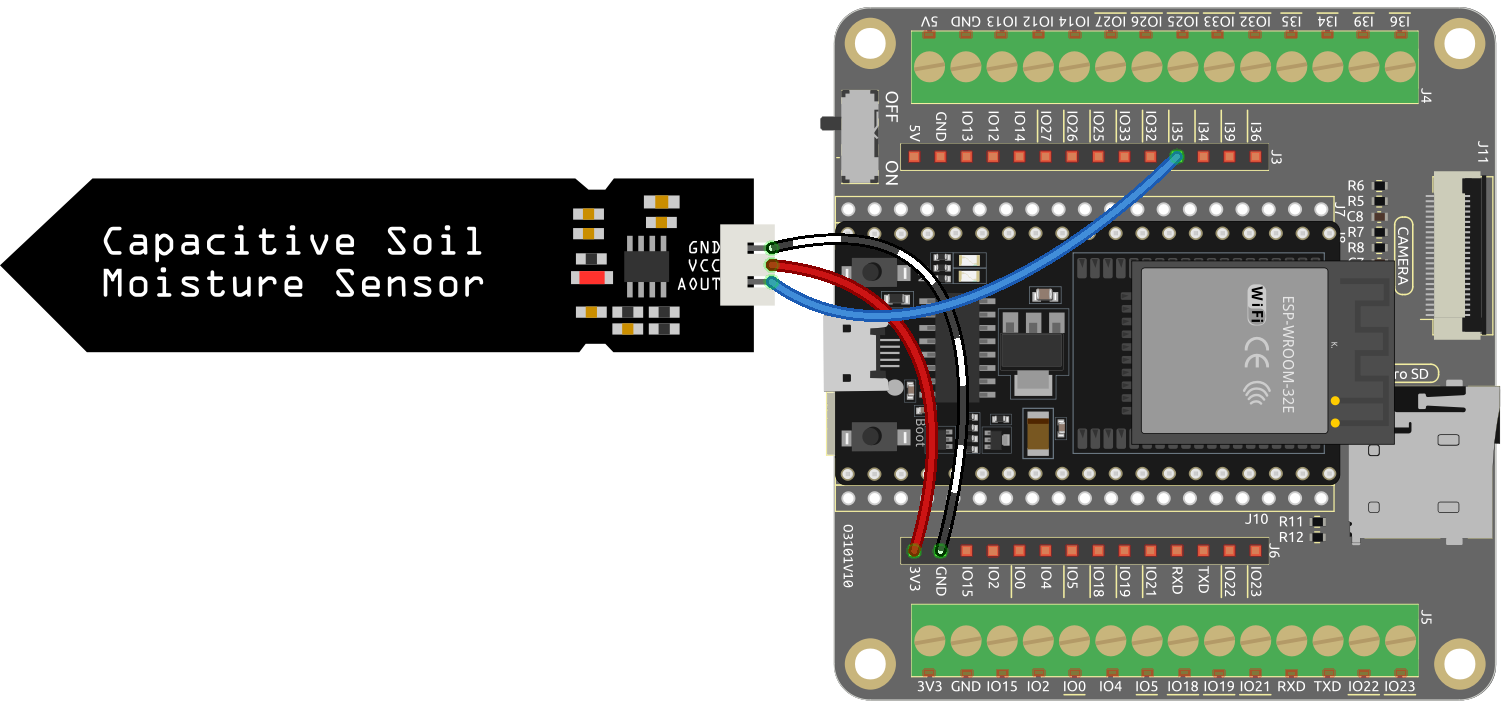 Capacitive Soil
Moisture Sensor
GND
VCC
AOUT
5V GND IO13 IO12 IO14 IO27 IO26 IO25 IO33 IO32 I35 I34 I39 I36
J4
OFF
ON
5V GND IO13 IO12 IO14 IO27 IO26 IO25 IO33 IO32 I35 I34 I39 I36
J3
J11
R6
R5
C8
R7
R8
J7
CAMERA
WiFi
ESP-WROOM-32E
CE
K.
ro SD
Boot
J10
R11
R12
O3101V10
J6
3V3 GND IO15 IO2 IO0 IO4 IO5 IO18 IO19 IO21 RXD TXD IO22 IO23
J5
3V3 GND IO15 IO2 IO0 IO4 IO5 IO18 IO19 IO21 RXD TXD IO22 IO23